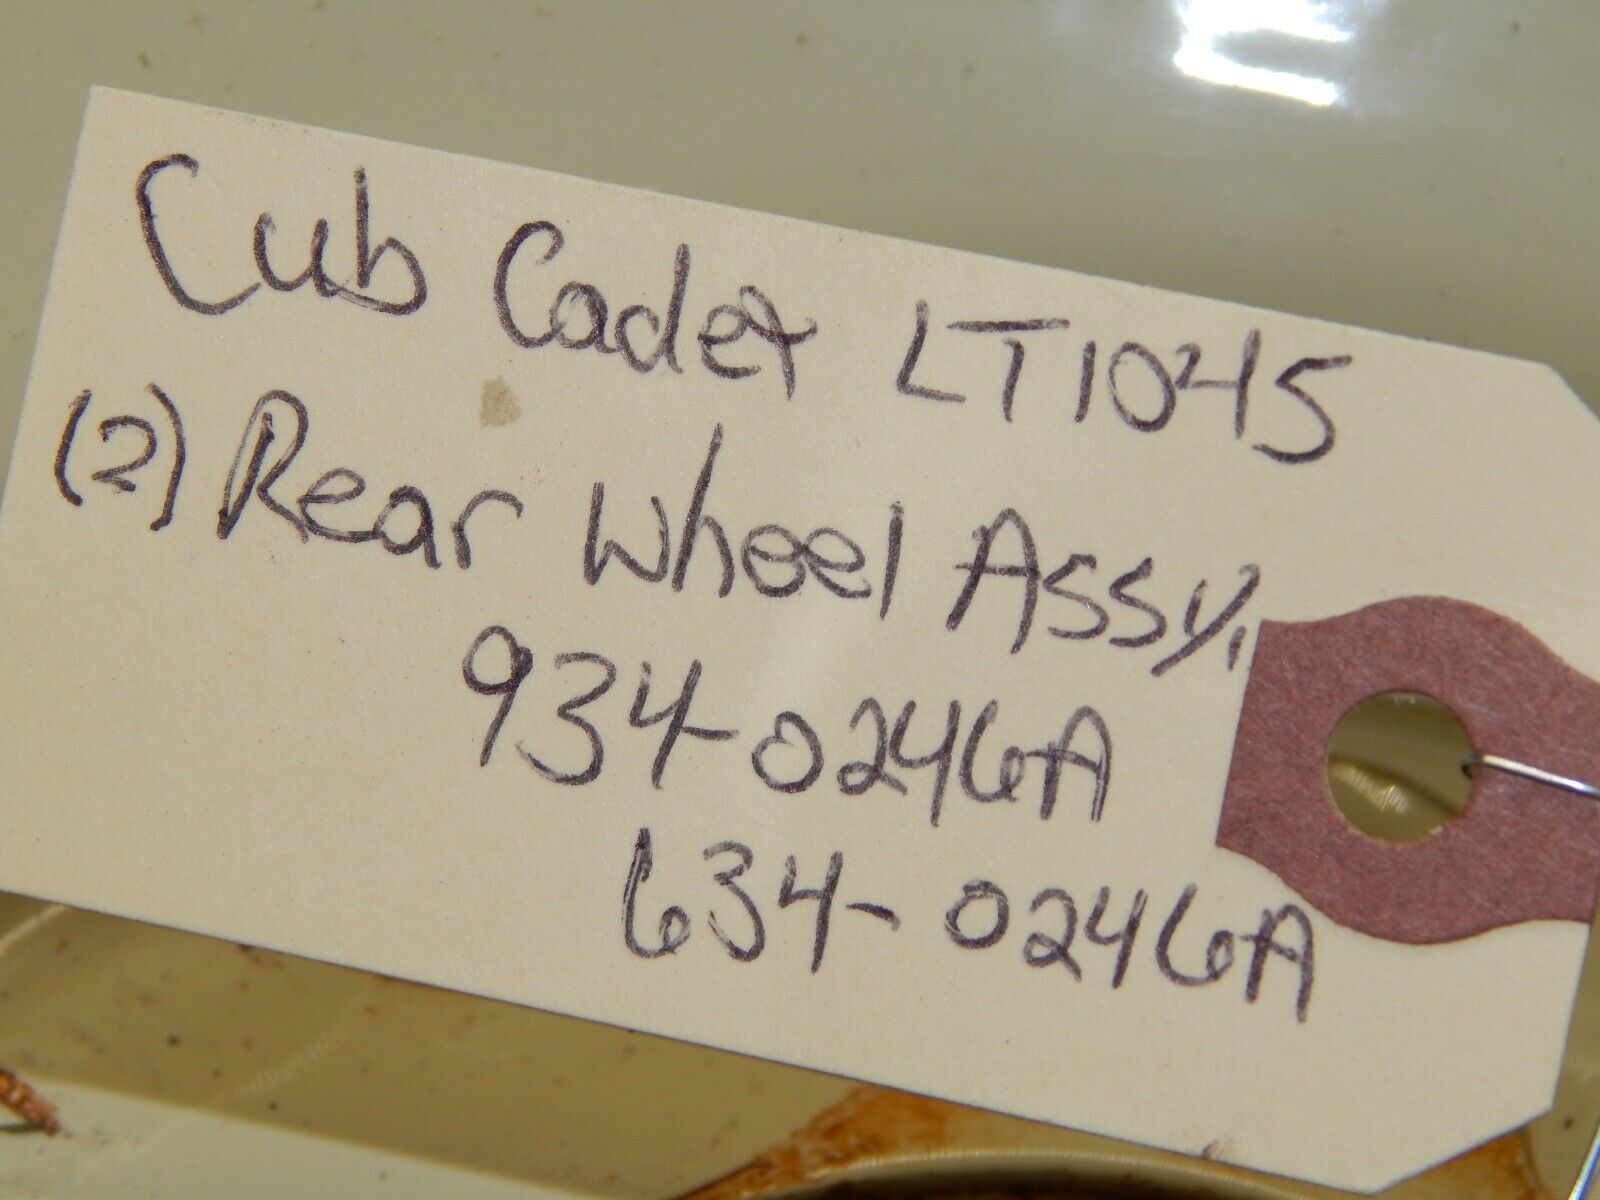 Cub Cadet LT1045
(2) Rear Wheel Assy.
934-0246A
634-0246A